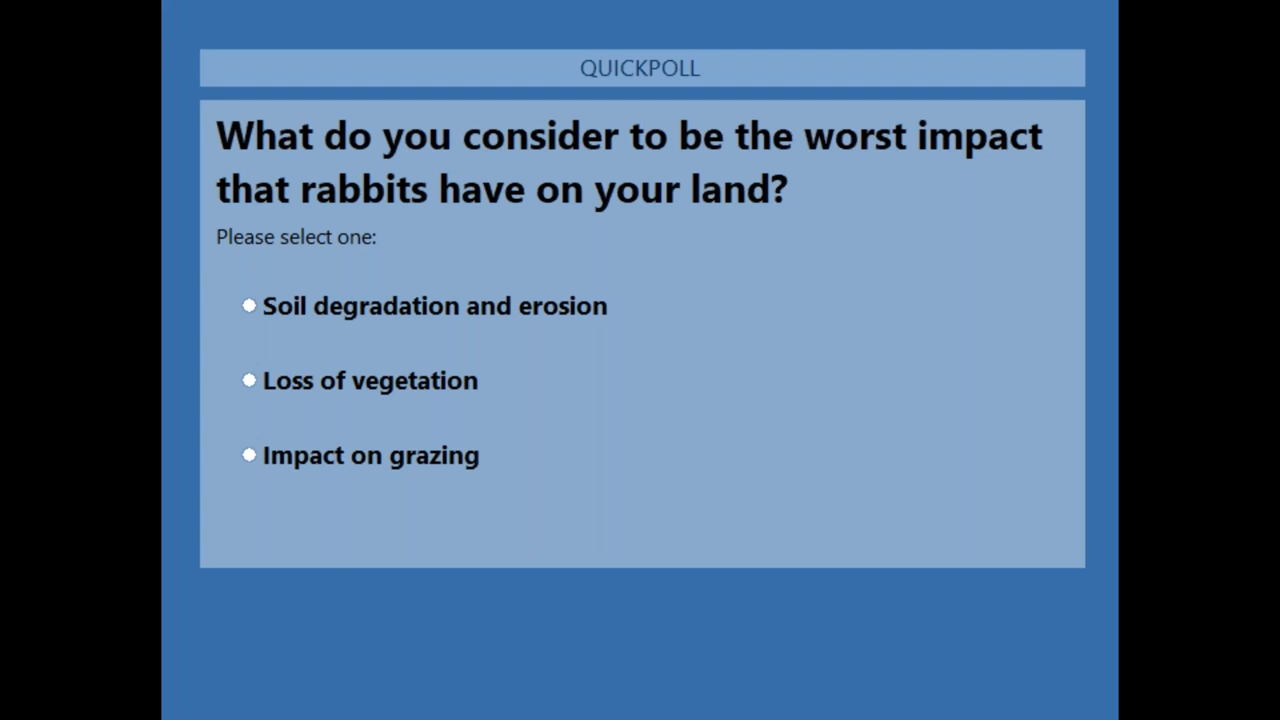 QUICKPOLL
What do you consider to be the worst impact
that rabbits have on your land?
Please select one:
Soil degradation and erosion
Loss of vegetation
Impact on grazing